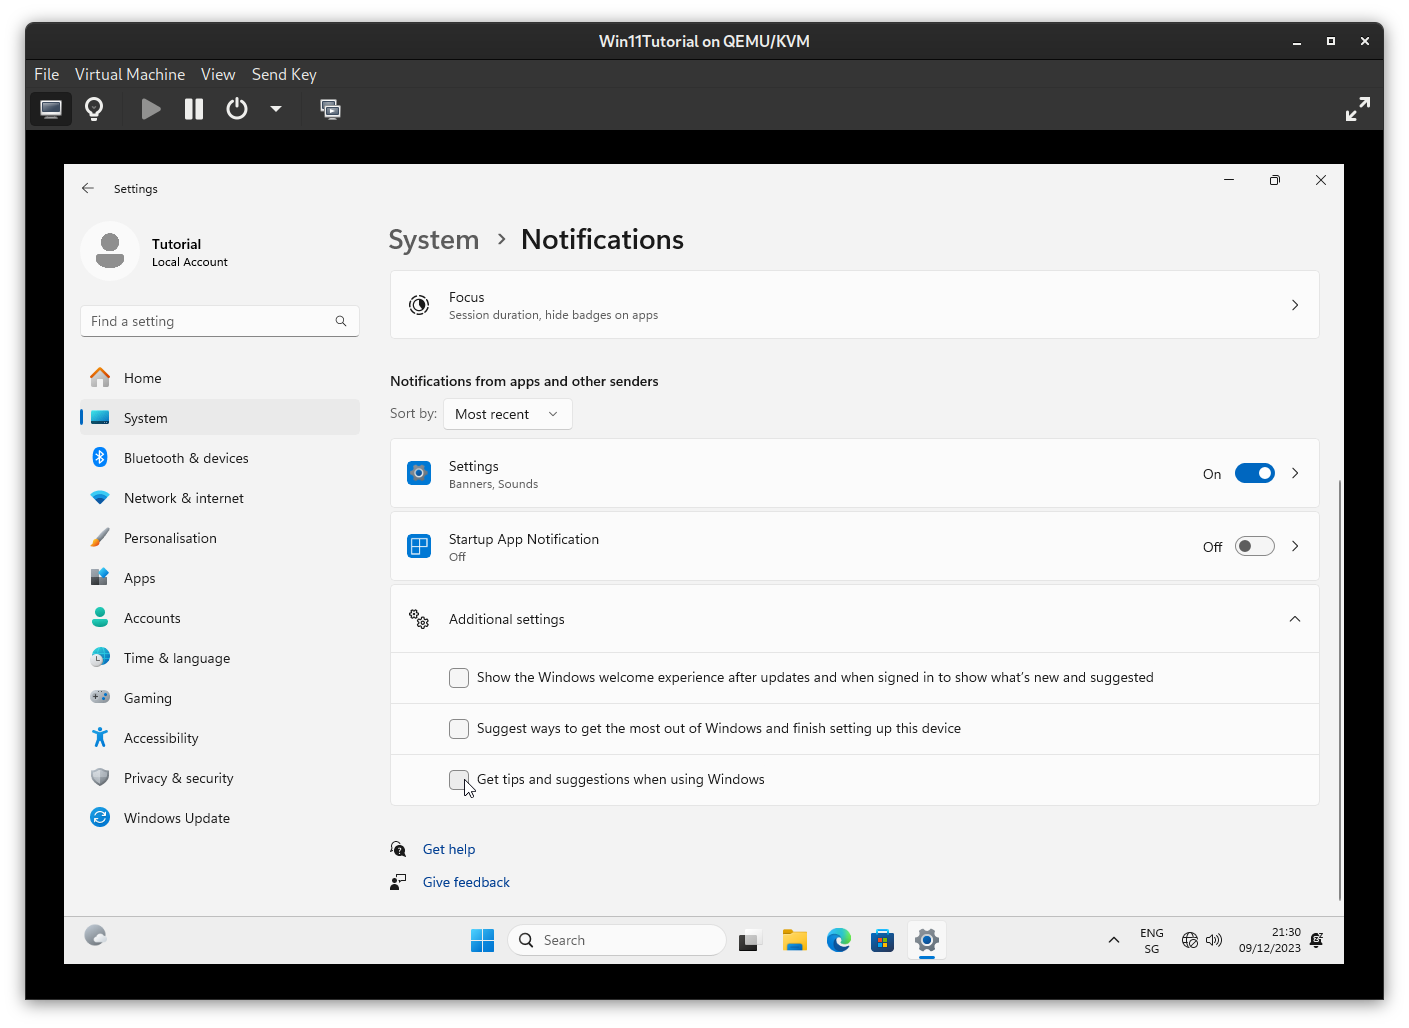 Win11Tutorial on QEMU/KVM
File Virtual Machine View Send Key
Settings
Tutorial
Local Account
Find a setting
Home
System
Bluetooth & devices
Network & internet
Personalisation
Apps
Accounts
Time & language
Gaming
Accessibility
Privacy & security
Windows Update
System > Notifications
Focus
Session duration, hide badges on apps
Notifications from apps and other senders
Sort by: Most recent
Settings
Banners, Sounds
On
Startup App Notification
Off
Off
Additional settings
Show the Windows welcome experience after updates and when signed in to show what's new and suggested
Suggest ways to get the most out of Windows and finish setting up this device
Get tips and suggestions when using Windows
Get help
Give feedback
Search
ENG
SG
21:30
09/12/2023